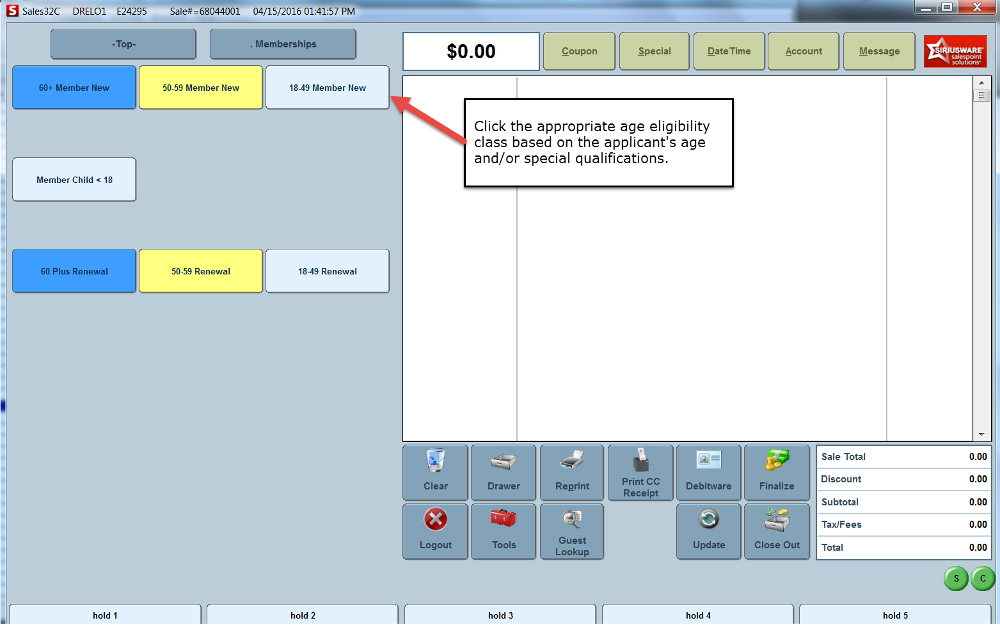 S Sales32C DRELO1 E24295 Sale#=68044001 04/15/2016 01:41:57 PM
-Top-
. Memberships
$0.00
Coupon
Special
DateTime
Account
Message
SIRIUSWARE
salespoint
solutions
60+ Member New
50-59 Member New
18-49 Member New
Click the appropriate age eligibility
class based on the applicant's age
and/or special qualifications.
Member Child < 18
60 Plus Renewal
50-59 Renewal
18-49 Renewal
Clear
Drawer
Reprint
Print CC
Receipt
Debitware
Finalize
Logout
Tools
Guest
Lookup
Update
Close Out
Sale Total 0.00
Discount 0.00
Subtotal 0.00
Tax/Fees 0.00
Total 0.00
S
C
hold 1
hold 2
hold 3
hold 4
hold 5